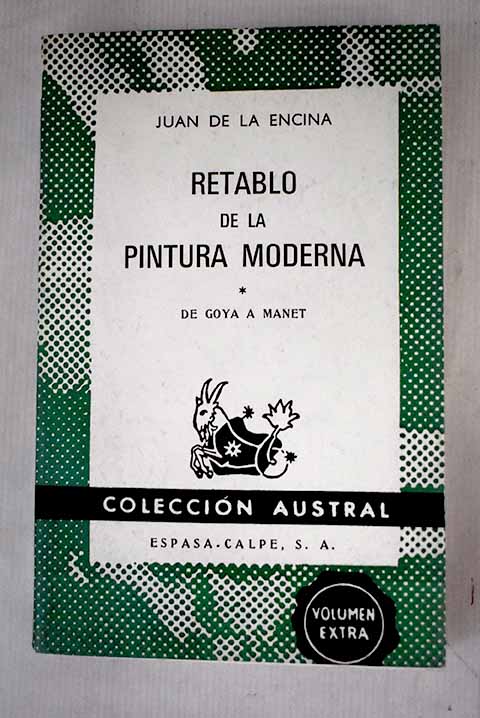 JUAN DE LA ENCINA
RETABLO
DE LA
PINTURA MODERNA
*
DE GOYA A MANET
COLECCIÓN AUSTRAL
ESPASA-CALPE, S. A.
VOLUMEN
EXTRA